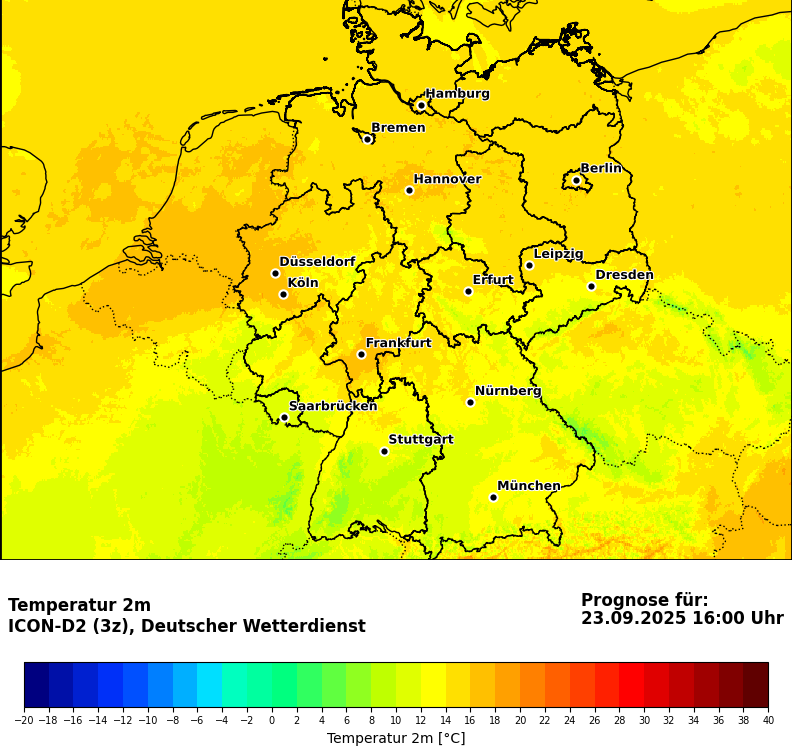 Hamburg
Bremen
Berlin
Hannover
Leipzig
Düsseldorf
Dresden
Erfurt
Köln
Frankfurt
Nürnberg
Saarbrücken
Stuttgart
München
Temperatur 2m
ICON-D2 (3z), Deutscher Wetterdienst
Prognose für:
23.09.2025 16:00 Uhr
−20 −18 −16 −14 −12 −10 −8 −6 −4 −2 0 2 4 6 8 10 12 14 16 18 20 22 24 26 28 30 32 34 36 38 40
Temperatur 2m [°C]